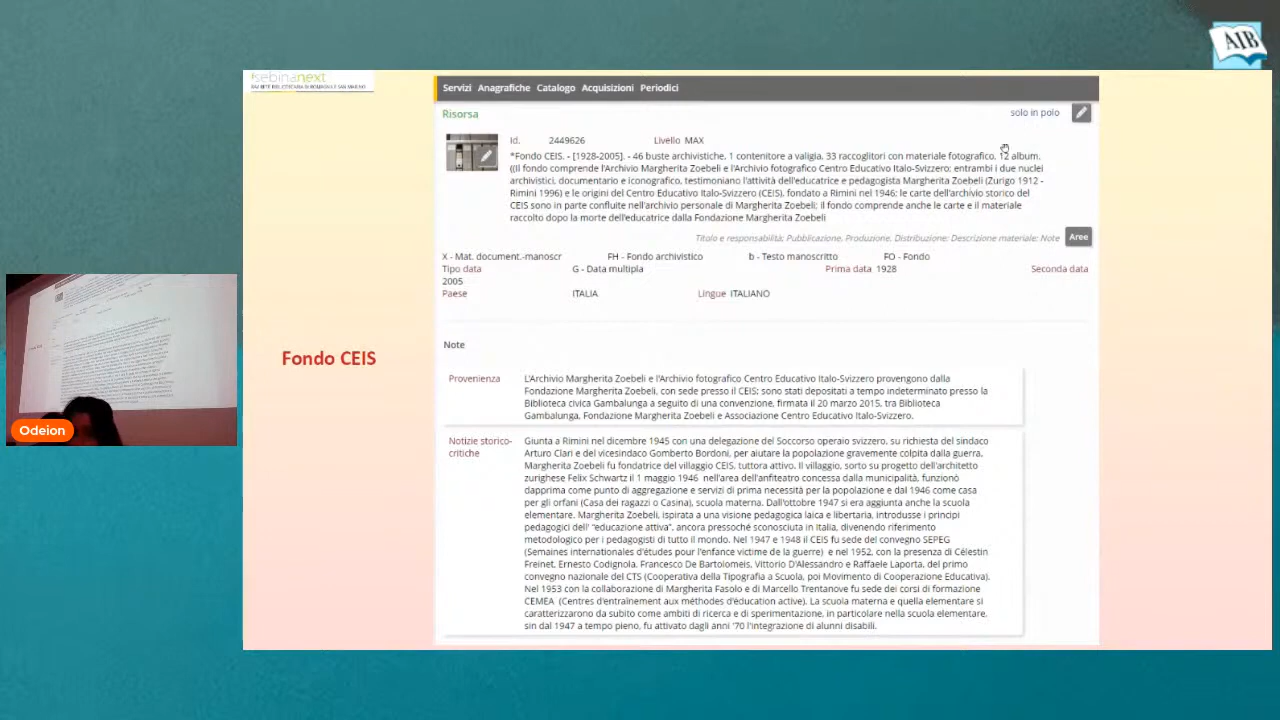 AIB
sebinanext
Servizi Anagrafiche Catalogo Acquisizioni Periodici
Risorsa
solo in polo
Id. 2449626 Livello MAX
*Fondo CEIS. - [1928-2005]. - 46 buste archivistiche, 1 contenitore a valigia, 33 raccoglitori con materiale fotografico, 12 album.
((Il fondo comprende l'Archivio Margherita Zoebeli e l'Archivio fotografico Centro Educativo Italo-Svizzero; entrambi i due nuclei
archivistici, documentario e iconografico, testimoniano l'attività dell'educatrice e pedagogista Margherita Zoebeli (Zurigo 1912 -
Rimini 1996) e le origini del Centro Educativo Italo-Svizzero (CEIS), fondato a Rimini nel 1946; le carte dell'archivio storico del
CEIS sono in parte confluite nell'archivio personale di Margherita Zoebeli; il fondo comprende anche le carte e il materiale
raccolto dopo la morte dell'educatrice dalla Fondazione Margherita Zoebeli
Titolo e responsabilità; Pubblicazione, Produzione, Distribuzione; Descrizione materiale; Note Aree
X - Mat. document.-manoscr FH - Fondo archivistico b - Testo manoscritto FO - Fondo
Tipo data G - Data multipla Prima data 1928 Seconda data
2005
Paese ITALIA Lingue ITALIANO
Note
Fondo CEIS
Provenienza L'Archivio Margherita Zoebeli e l'Archivio fotografico Centro Educativo Italo-Svizzero provengono dalla
Fondazione Margherita Zoebeli, con sede presso il CEIS; sono stati depositati a tempo indeterminato presso la
Biblioteca civica Gambalunga a seguito di una convenzione, firmata il 20 marzo 2015, tra Biblioteca
Gambalunga, Fondazione Margherita Zoebeli e Associazione Centro Educativo Italo-Svizzero.
Notizie storico- Giunta a Rimini nel dicembre 1945 con una delegazione del Soccorso operaio svizzero, su richiesta del sindaco
critiche Arturo Clari e del vicesindaco Gomberto Bordoni, per aiutare la popolazione gravemente colpita dalla guerra,
Margherita Zoebeli fu fondatrice del villaggio CEIS, tuttora attivo. Il villaggio, sorto su progetto dell'architetto
zurighese Felix Schwartz il 1 maggio 1946 nell'area dell'anfiteatro concessa dalla municipalità, funzionò
dapprima come punto di aggregazione e servizi di prima necessità per la popolazione e dal 1946 come casa
per gli orfani (Casa dei ragazzi o Casina), scuola materna. Dall'ottobre 1947 si era aggiunta anche la scuola
elementare. Margherita Zoebeli, ispirata a una visione pedagogica laica e libertaria, introdusse i principi
pedagogici dell' "educazione attiva", ancora pressoché sconosciuta in Italia, divenendo riferimento
metodologico per i pedagogisti di tutto il mondo. Nel 1947 e 1948 il CEIS fu sede del convegno SEPEG
(Semaines internationales d'études pour l'enfance victime de la guerre) e nel 1952, con la presenza di Célestin
Freinet, Ernesto Codignola, Francesco De Bartolomeis, Vittorio D'Alessandro e Raffaele Laporta, del primo
convegno nazionale del CTS (Cooperativa della Tipografia a Scuola, poi Movimento di Cooperazione Educativa).
Nel 1953 con la collaborazione di Margherita Fasolo e di Marcello Trentanove fu sede dei corsi di formazione
CEMEA (Centres d'entraînement aux méthodes d'éducation active). La scuola materna e quella elementare si
caratterizzarono da subito come ambiti di ricerca e di sperimentazione, in particolare nella scuola elementare,
sin dal 1947 a tempo pieno, fu attivato dagli anni '70 l'integrazione di alunni disabili.
Odeion